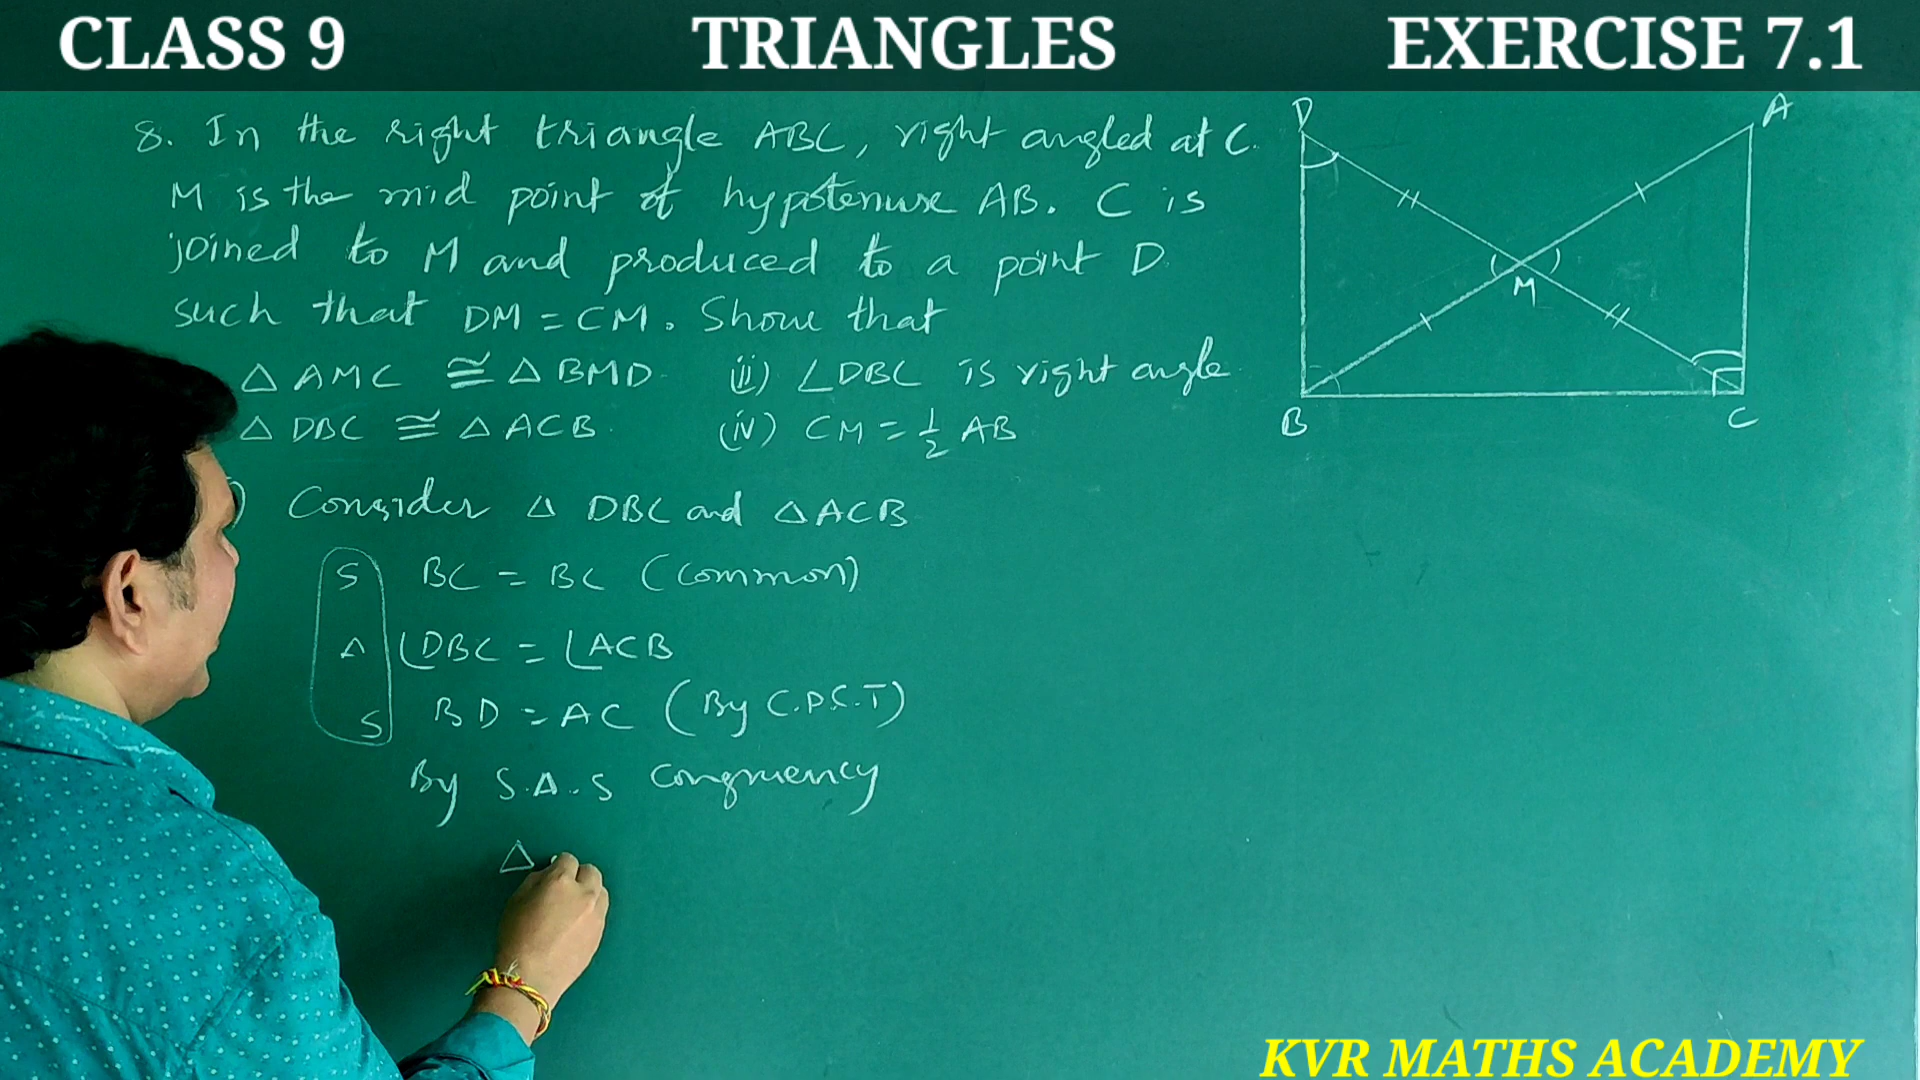 CLASS 9 TRIANGLES EXERCISE 7.1
8. In the right triangle ABC, right angled at C.
M is the mid point of hypotenuse AB. C is
joined to M and produced to a point D
such that DM = CM. Show that
△ AMC ≅ △ BMD (ii) ∠DBC is right angle
△ DBC ≅ △ ACB (iv) CM = 1/2 AB
) Consider △ DBC and △ACB
S BC = BC (common)
A ∠DBC = ∠ACB
S BD = AC (By C.P.C.T)
By S.A.S congruency
△
D
A
M
B
C
KVR MATHS ACADEMY